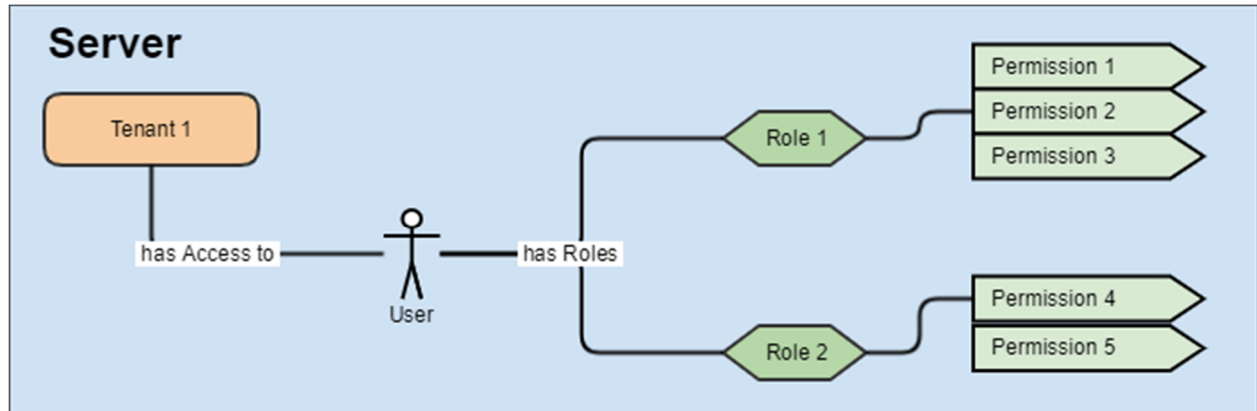 Server
Tenant 1
has Access to
User
has Roles
Role 1
Permission 1
Permission 2
Permission 3
Role 2
Permission 4
Permission 5